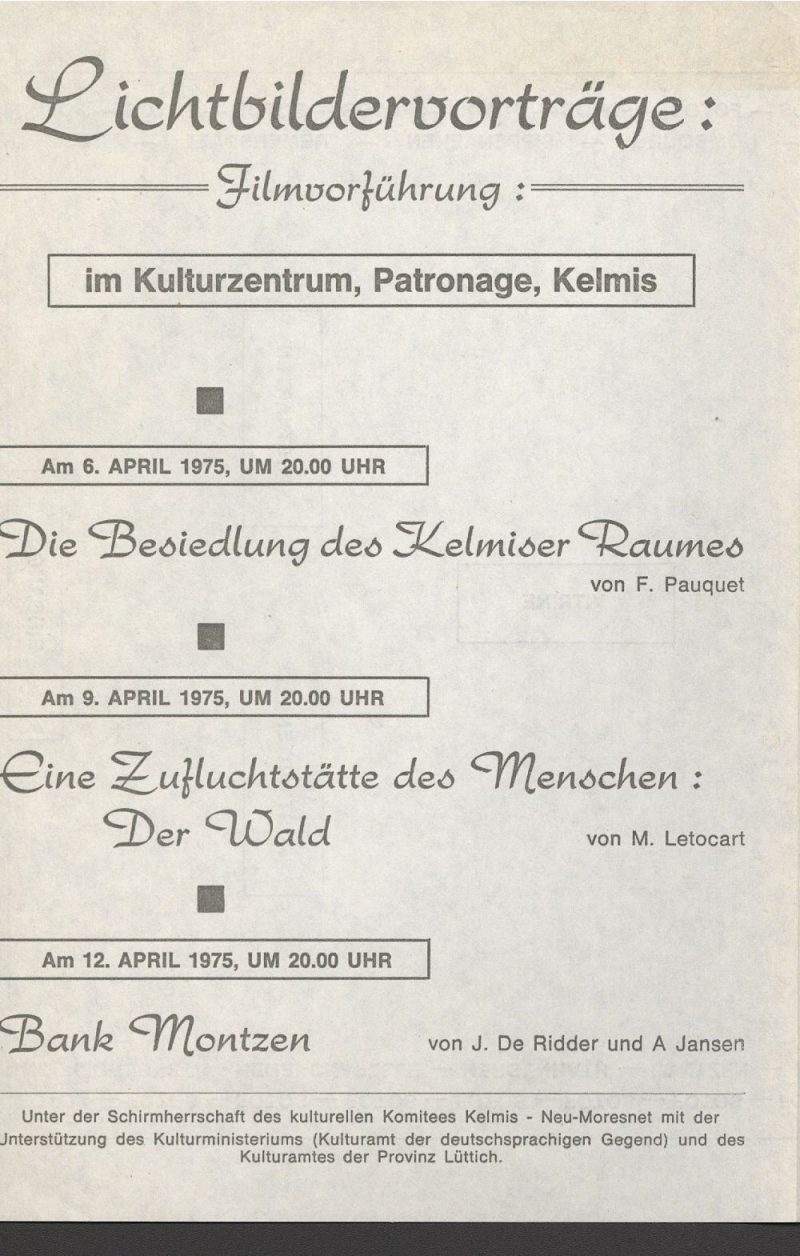 Lichtbildervorträge :
Filmvorführung :
im Kulturzentrum, Patronage, Kelmis
Am 6. APRIL 1975, UM 20.00 UHR
Die Besiedlung des Kelmiser Raumes
von F. Pauquet
Am 9. APRIL 1975, UM 20.00 UHR
Eine Zufluchtstätte des Menschen :
Der Wald von M. Letocart
Am 12. APRIL 1975, UM 20.00 UHR
Bank Montzen von J. De Ridder und A Jansen
Unter der Schirmherrschaft des kulturellen Komitees Kelmis - Neu-Moresnet mit der
Unterstützung des Kulturministeriums (Kulturamt der deutschsprachigen Gegend) und des
Kulturamtes der Provinz Lüttich.